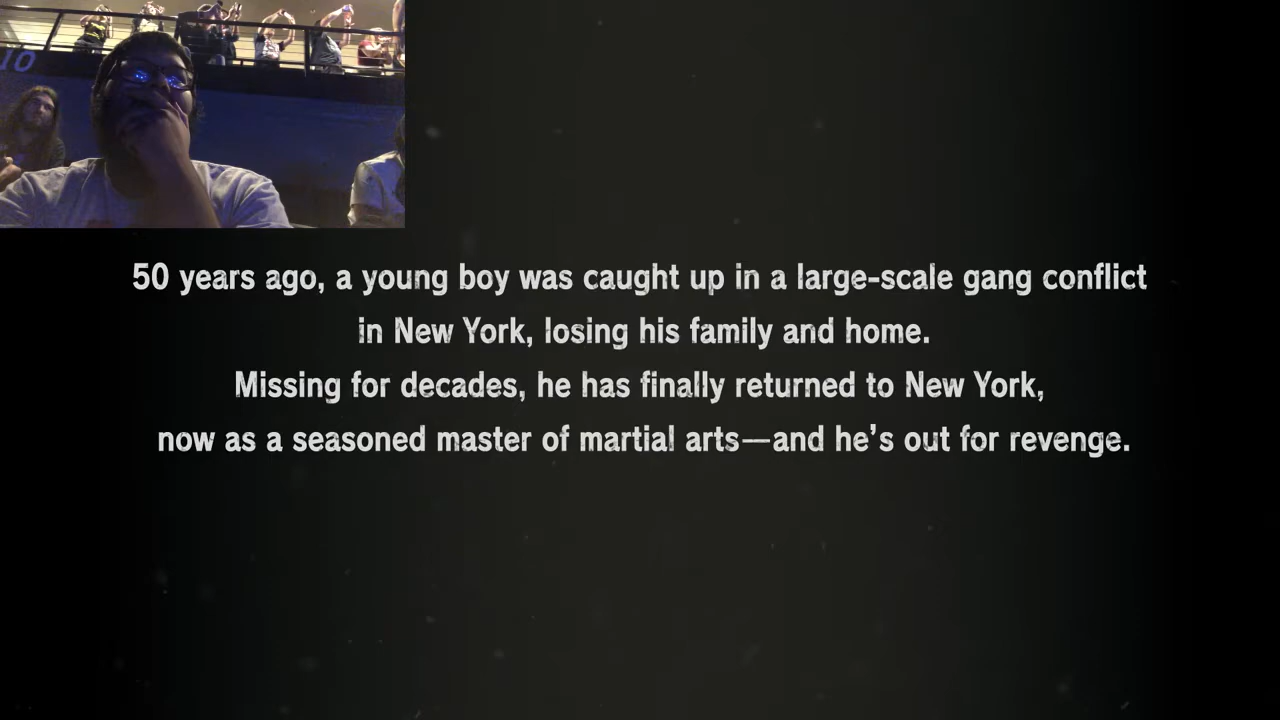 10
50 years ago, a young boy was caught up in a large-scale gang conflict
in New York, losing his family and home.
Missing for decades, he has finally returned to New York,
now as a seasoned master of martial arts—and he’s out for revenge.